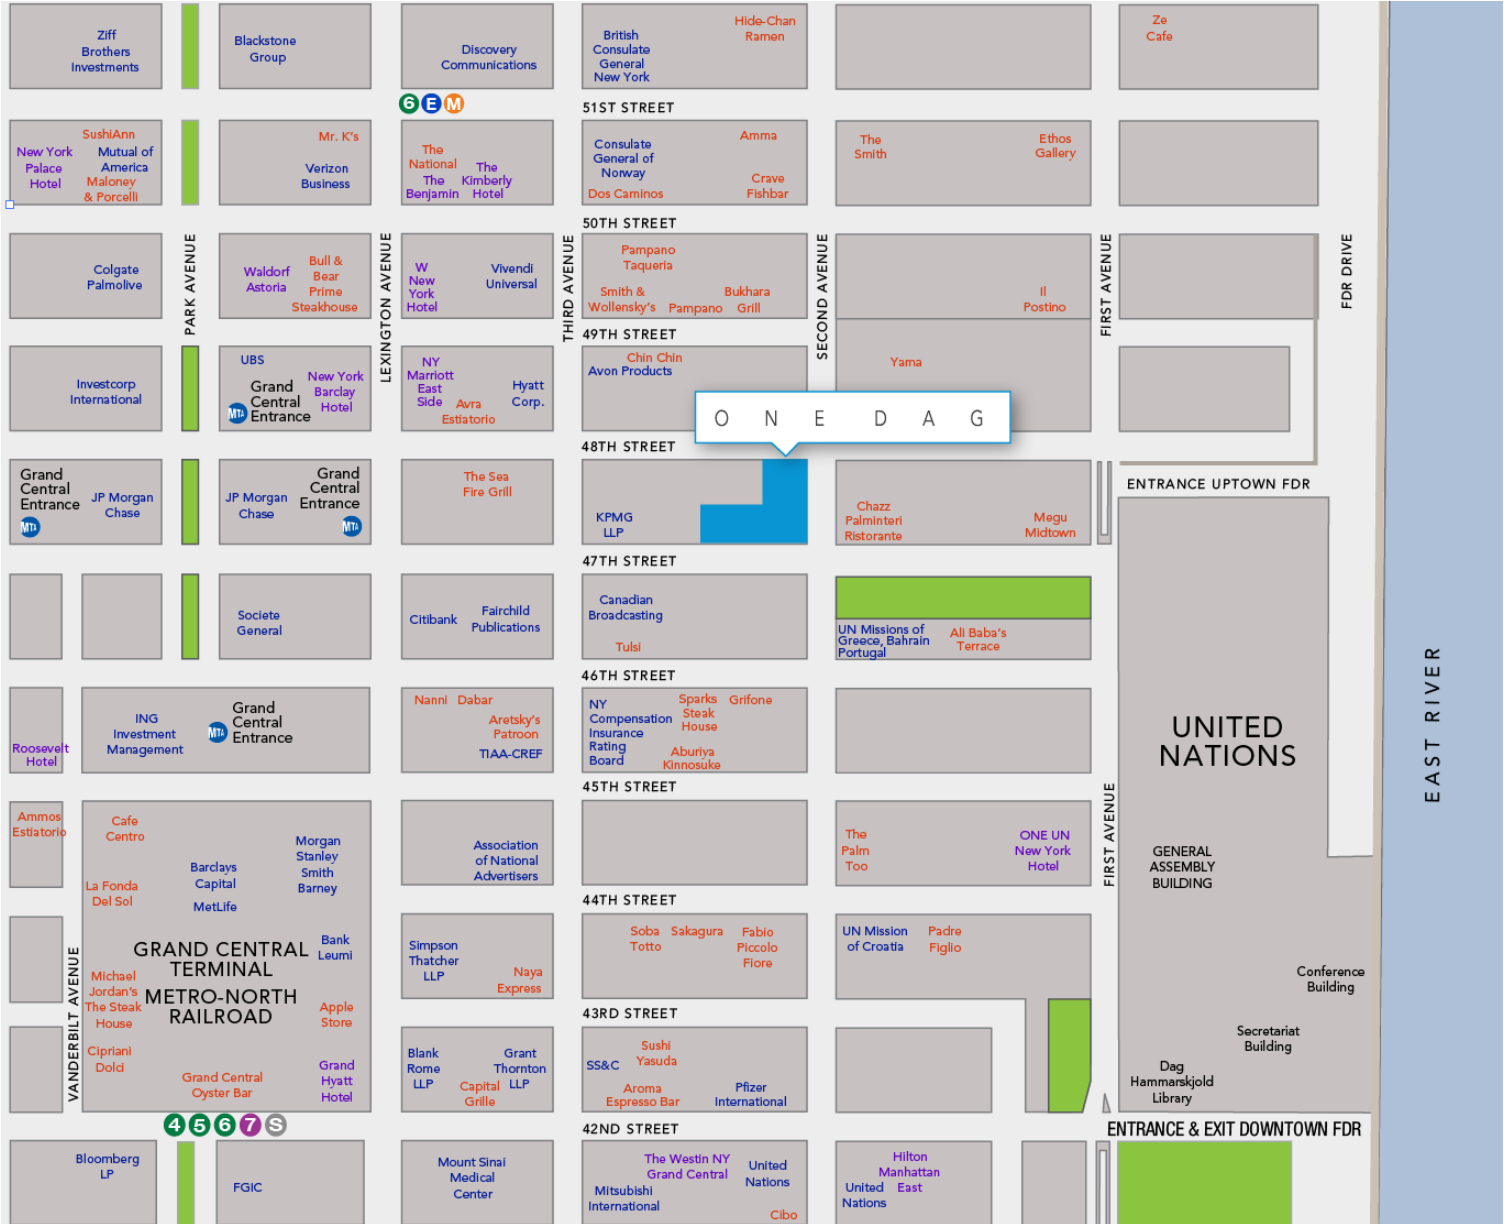 Ziff
Brothers
Investments
Blackstone
Group
Discovery
Communications
British
Consulate
General
New York
Hide-Chan
Ramen
Ze
Cafe
6 E M
51ST STREET
SushiAnn
New York
Palace
Hotel
Mutual of
America
Maloney
& Porcelli
Mr. K's
Verizon
Business
The
National
The
Benjamin
The
Kimberly
Hotel
Consulate
General of
Norway
Dos Caminos
Amma
Crave
Fishbar
The
Smith
Ethos
Gallery
50TH STREET
PARK AVENUE
LEXINGTON AVENUE
THIRD AVENUE
SECOND AVENUE
FIRST AVENUE
FDR DRIVE
Colgate
Palmolive
Waldorf
Astoria
Bull &
Bear
Prime
Steakhouse
W
New
York
Hotel
Vivendi
Universal
Pampano
Taqueria
Smith &
Wollensky's
Pampano
Bukhara
Grill
Il
Postino
49TH STREET
Investcorp
International
UBS
Grand
Central
Entrance
MTA
New York
Barclay
Hotel
NY
Marriott
East
Side
Avra
Estiatorio
Hyatt
Corp.
Chin Chin
Avon Products
Yama
ONE DAG
48TH STREET
Grand
Central
Entrance
MTA
JP Morgan
Chase
JP Morgan
Chase
Grand
Central
Entrance
MTA
The Sea
Fire Grill
KPMG
LLP
Chazz
Palminteri
Ristorante
Megu
Midtown
ENTRANCE UPTOWN FDR
47TH STREET
Societe
General
Citibank
Fairchild
Publications
Canadian
Broadcasting
Tulsi
UN Missions of
Greece, Bahrain
Portugal
Ali Baba's
Terrace
46TH STREET
Roosevelt
Hotel
ING
Investment
Management
MTA
Grand
Central
Entrance
Nanni
Dabar
Aretsky's
Patroon
TIAA-CREF
NY
Compensation
Insurance
Rating
Board
Sparks
Steak
House
Grifone
Aburiya
Kinnosuke
UNITED
NATIONS
EAST RIVER
45TH STREET
Ammos
Estiatorio
Cafe
Centro
Barclays
Capital
MetLife
Morgan
Stanley
Smith
Barney
La Fonda
Del Sol
Association
of National
Advertisers
The
Palm
Too
ONE UN
New York
Hotel
FIRST AVENUE
GENERAL
ASSEMBLY
BUILDING
44TH STREET
VANDERBILT AVENUE
GRAND CENTRAL
TERMINAL
METRO-NORTH
RAILROAD
Bank
Leumi
Michael
Jordan's
The Steak
House
Apple
Store
Cipriani
Dolci
Grand Central
Oyster Bar
Grand
Hyatt
Hotel
Simpson
Thatcher
LLP
Naya
Express
Soba
Totto
Sakagura
Fabio
Piccolo
Fiore
UN Mission
of Croatia
Padre
Figlio
Conference
Building
43RD STREET
Blank
Rome
LLP
Capital
Grille
Grant
Thornton
LLP
SS&C
Sushi
Yasuda
Aroma
Espresso Bar
Pfizer
International
Secretariat
Building
Dag
Hammarskjold
Library
4 5 6 7 S
42ND STREET
ENTRANCE & EXIT DOWNTOWN FDR
Bloomberg
LP
FGIC
Mount Sinai
Medical
Center
The Westin NY
Grand Central
Mitsubishi
International
United
Nations
Cibo
Hilton
Manhattan
East
United
Nations